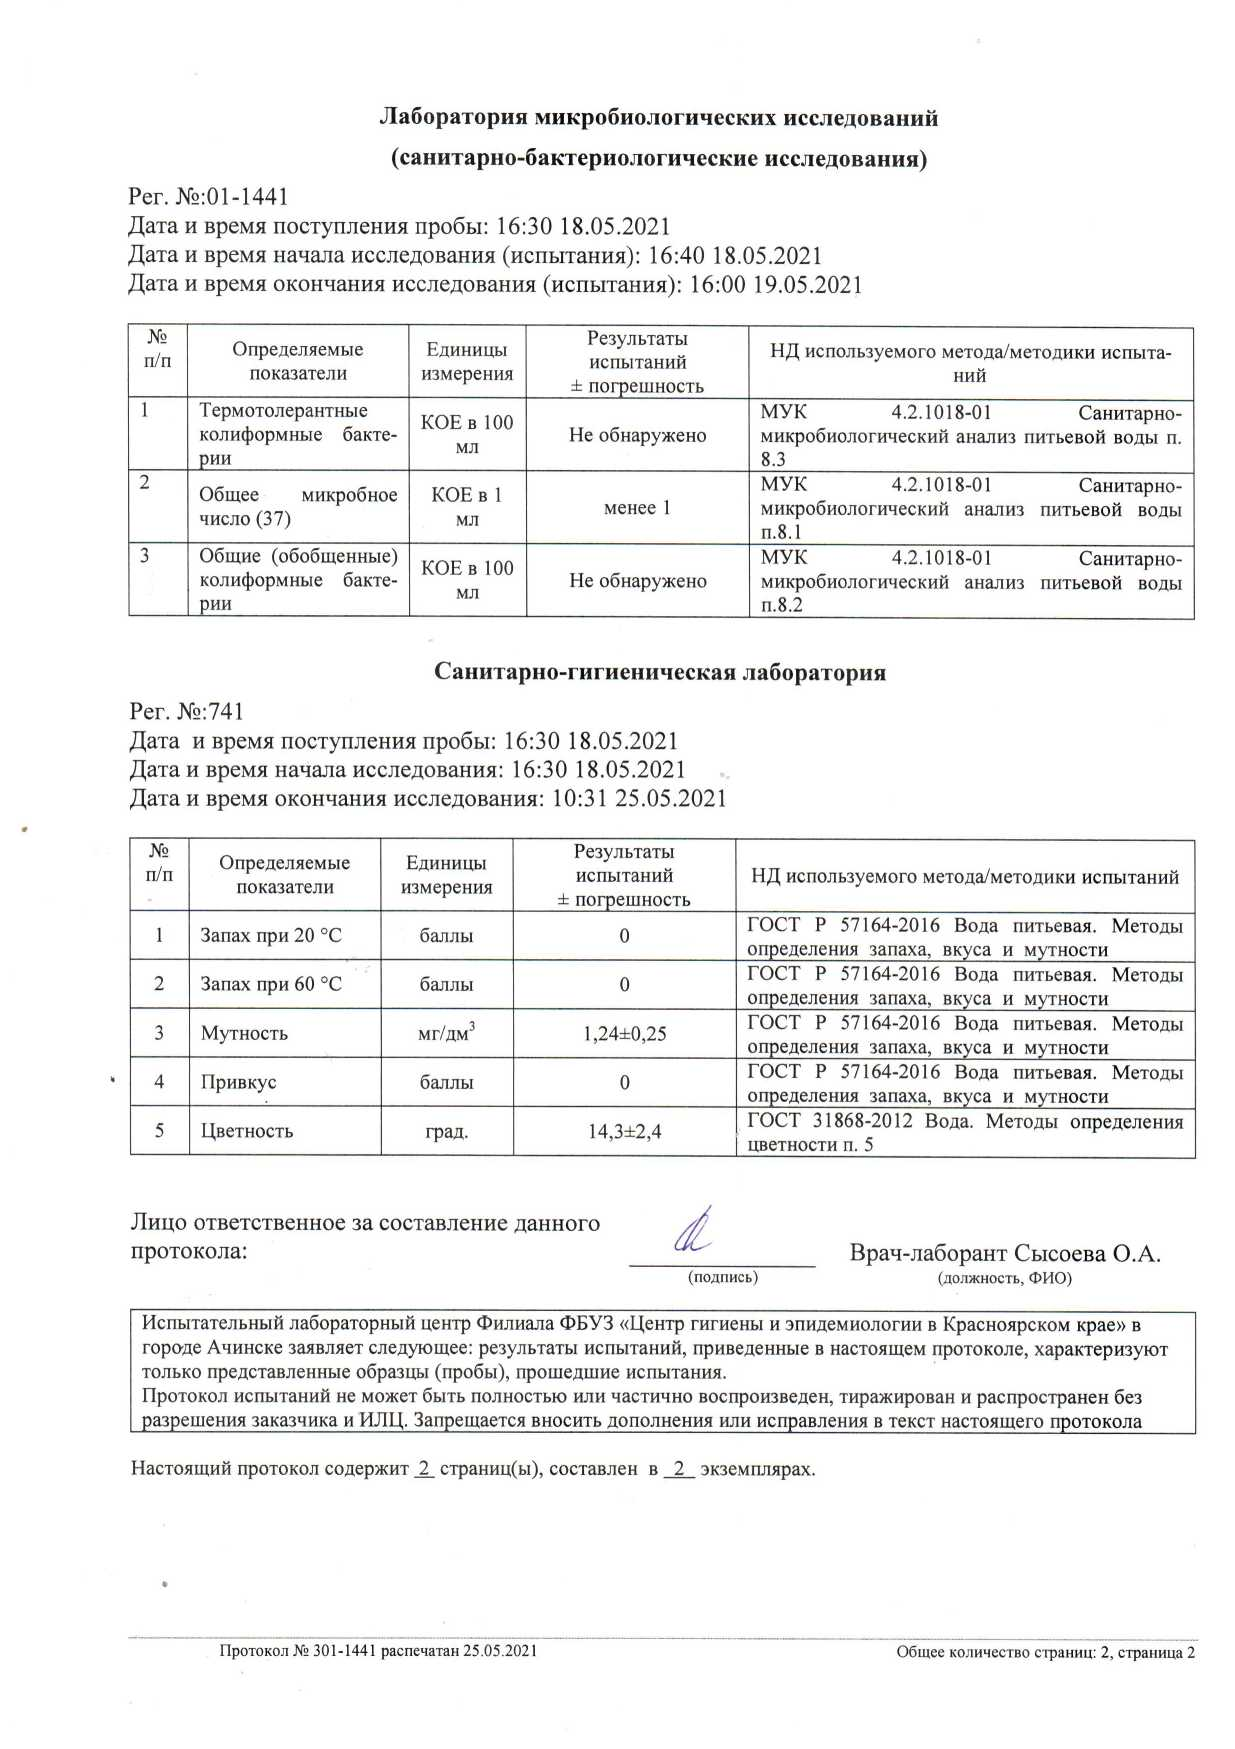 Лаборатория микробиологических исследований
(санитарно-бактериологические исследования)
Рег. №:01-1441
Дата и время поступления пробы: 16:30 18.05.2021
Дата и время начала исследования (испытания): 16:40 18.05.2021
Дата и время окончания исследования (испытания): 16:00 19.05.2021
№
п/п
Определяемые
показатели
Единицы
измерения
Результаты
испытаний
± погрешность
НД используемого метода/методики испыта-
ний
1
Термотолерантные
колиформные бакте-
рии
КОЕ в 100
мл
Не обнаружено
МУК 4.2.1018-01 Санитарно-
микробиологический анализ питьевой воды п.
8.3
2
Общее микробное
число (37)
КОЕ в 1
мл
менее 1
МУК 4.2.1018-01 Санитарно-
микробиологический анализ питьевой воды
п.8.1
3
Общие (обобщенные)
колиформные бакте-
рии
КОЕ в 100
мл
Не обнаружено
МУК 4.2.1018-01 Санитарно-
микробиологический анализ питьевой воды
п.8.2
Санитарно-гигиеническая лаборатория
Рег. №:741
Дата и время поступления пробы: 16:30 18.05.2021
Дата и время начала исследования: 16:30 18.05.2021
Дата и время окончания исследования: 10:31 25.05.2021
№
п/п
Определяемые
показатели
Единицы
измерения
Результаты
испытаний
± погрешность
НД используемого метода/методики испытаний
1
Запах при 20 °С
баллы
0
ГОСТ Р 57164-2016 Вода питьевая. Методы
определения запаха, вкуса и мутности
2
Запах при 60 °С
баллы
0
ГОСТ Р 57164-2016 Вода питьевая. Методы
определения запаха, вкуса и мутности
3
Мутность
мг/дм³
1,24±0,25
ГОСТ Р 57164-2016 Вода питьевая. Методы
определения запаха, вкуса и мутности
4
Привкус
баллы
0
ГОСТ Р 57164-2016 Вода питьевая. Методы
определения запаха, вкуса и мутности
5
Цветность
град.
14,3±2,4
ГОСТ 31868-2012 Вода. Методы определения
цветности п. 5
Лицо ответственное за составление данного
протокола:
Врач-лаборант Сысоева О.А.
(подпись)
(должность, ФИО)
Испытательный лабораторный центр Филиала ФБУЗ «Центр гигиены и эпидемиологии в Красноярском крае» в
городе Ачинске заявляет следующее: результаты испытаний, приведенные в настоящем протоколе, характеризуют
только представленные образцы (пробы), прошедшие испытания.
Протокол испытаний не может быть полностью или частично воспроизведен, тиражирован и распространен без
разрешения заказчика и ИЛЦ. Запрещается вносить дополнения или исправления в текст настоящего протокола
Настоящий протокол содержит 2 страниц(ы), составлен в 2 экземплярах.
Протокол № 301-1441 распечатан 25.05.2021
Общее количество страниц: 2, страница 2